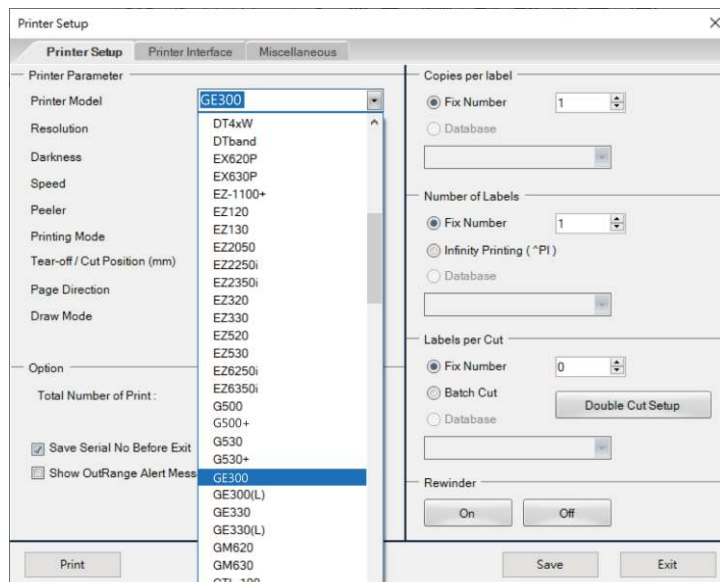 Printer Setup
Printer Setup Printer Interface Miscellaneous
Printer Parameter
Printer Model GE300
Resolution
Darkness
Speed
Peeler
Printing Mode
Tear-off / Cut Position (mm)
Page Direction
Draw Mode
DT4xW
DTband
EX620P
EX630P
EZ-1100+
EZ120
EZ130
EZ2050
EZ2250i
EZ2350i
EZ320
EZ330
EZ520
EZ530
EZ6250i
EZ6350i
G500
G500+
G530
G530+
GE300
GE300(L)
GE330
GE330(L)
GM620
GM630
Option
Total Number of Print :
Save Serial No Before Exit
Show OutRange Alert Mess
Copies per label
Fix Number 1
Database
Number of Labels
Fix Number 1
Infinity Printing ( ^PI )
Database
Labels per Cut
Fix Number 0
Batch Cut
Double Cut Setup
Database
Rewinder
On Off
Print Save Exit